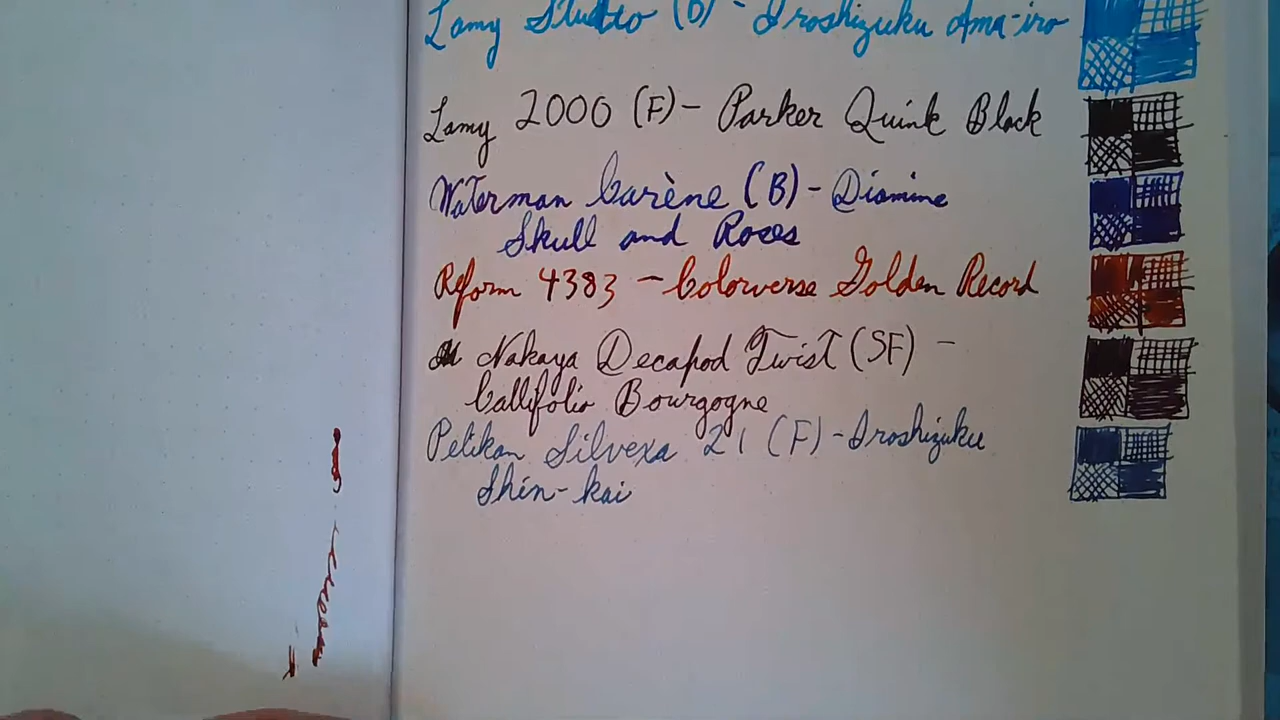 Lamy Studio (B) - Iroshizuku Ama-iro
Lamy 2000 (F) - Parker Quink Black
Waterman Carène (B) - Diamine
Skull and Roses
Reform 4383 - Colorverse Golden Record
Nakaya Decapod Twist (SF) -
Callifolio Bourgogne
Pelikan Silvexa 21 (F) - Iroshizuku
Shin-kai